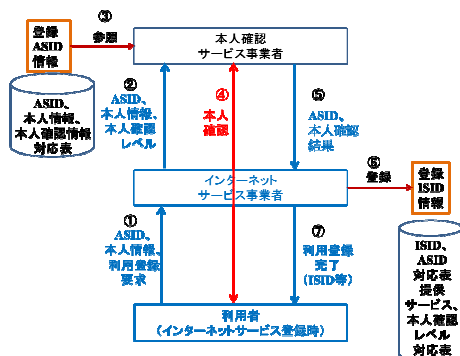 ③
登録
ASID
情報
参照
本人確認
サービス事業者
ASID、
本人情報、
本人確認情報
対応表
②
ASID、
本人情報、
本人確認
レベル
④
本人
確認
⑤
ASID、
本人確認
結果
インターネット
サービス事業者
⑥
登録
登録
ISID
情報
①
ASID、
本人情報、
利用登録
要求
⑦
利用登録
完了
(ISID等)
ISID、
ASID
対応表
提供
サービス、
本人確認
レベル
対応表
利用者
(インターネットサービス登録時)